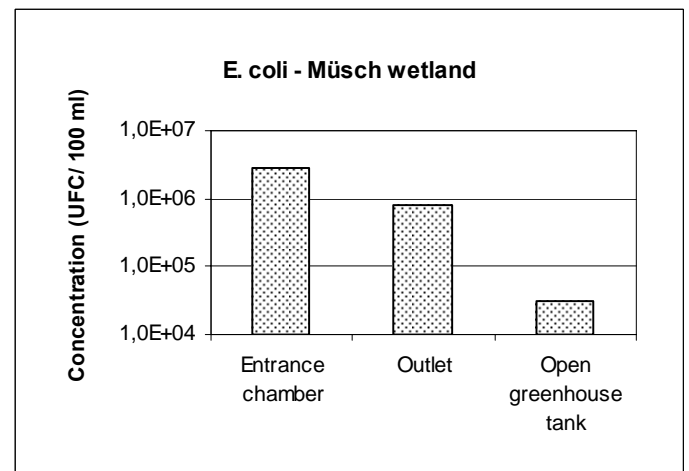 E. coli - Müsch wetland
Concentration (UFC/ 100 ml)
1,0E+07
1,0E+06
1,0E+05
1,0E+04
Entrance
chamber
Outlet
Open
greenhouse
tank